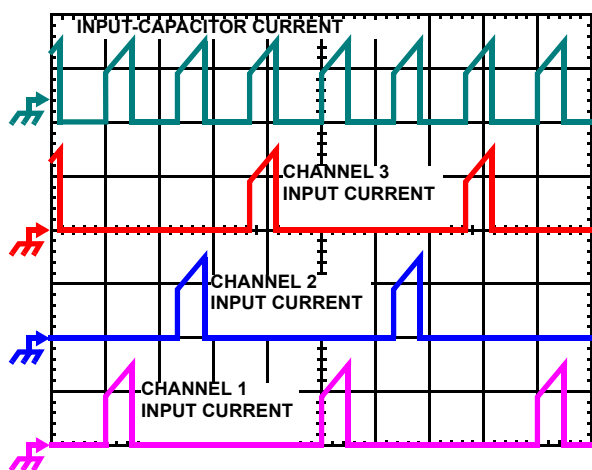 INPUT-CAPACITOR CURRENT
CHANNEL 3
INPUT CURRENT
CHANNEL 2
INPUT CURRENT
CHANNEL 1
INPUT CURRENT